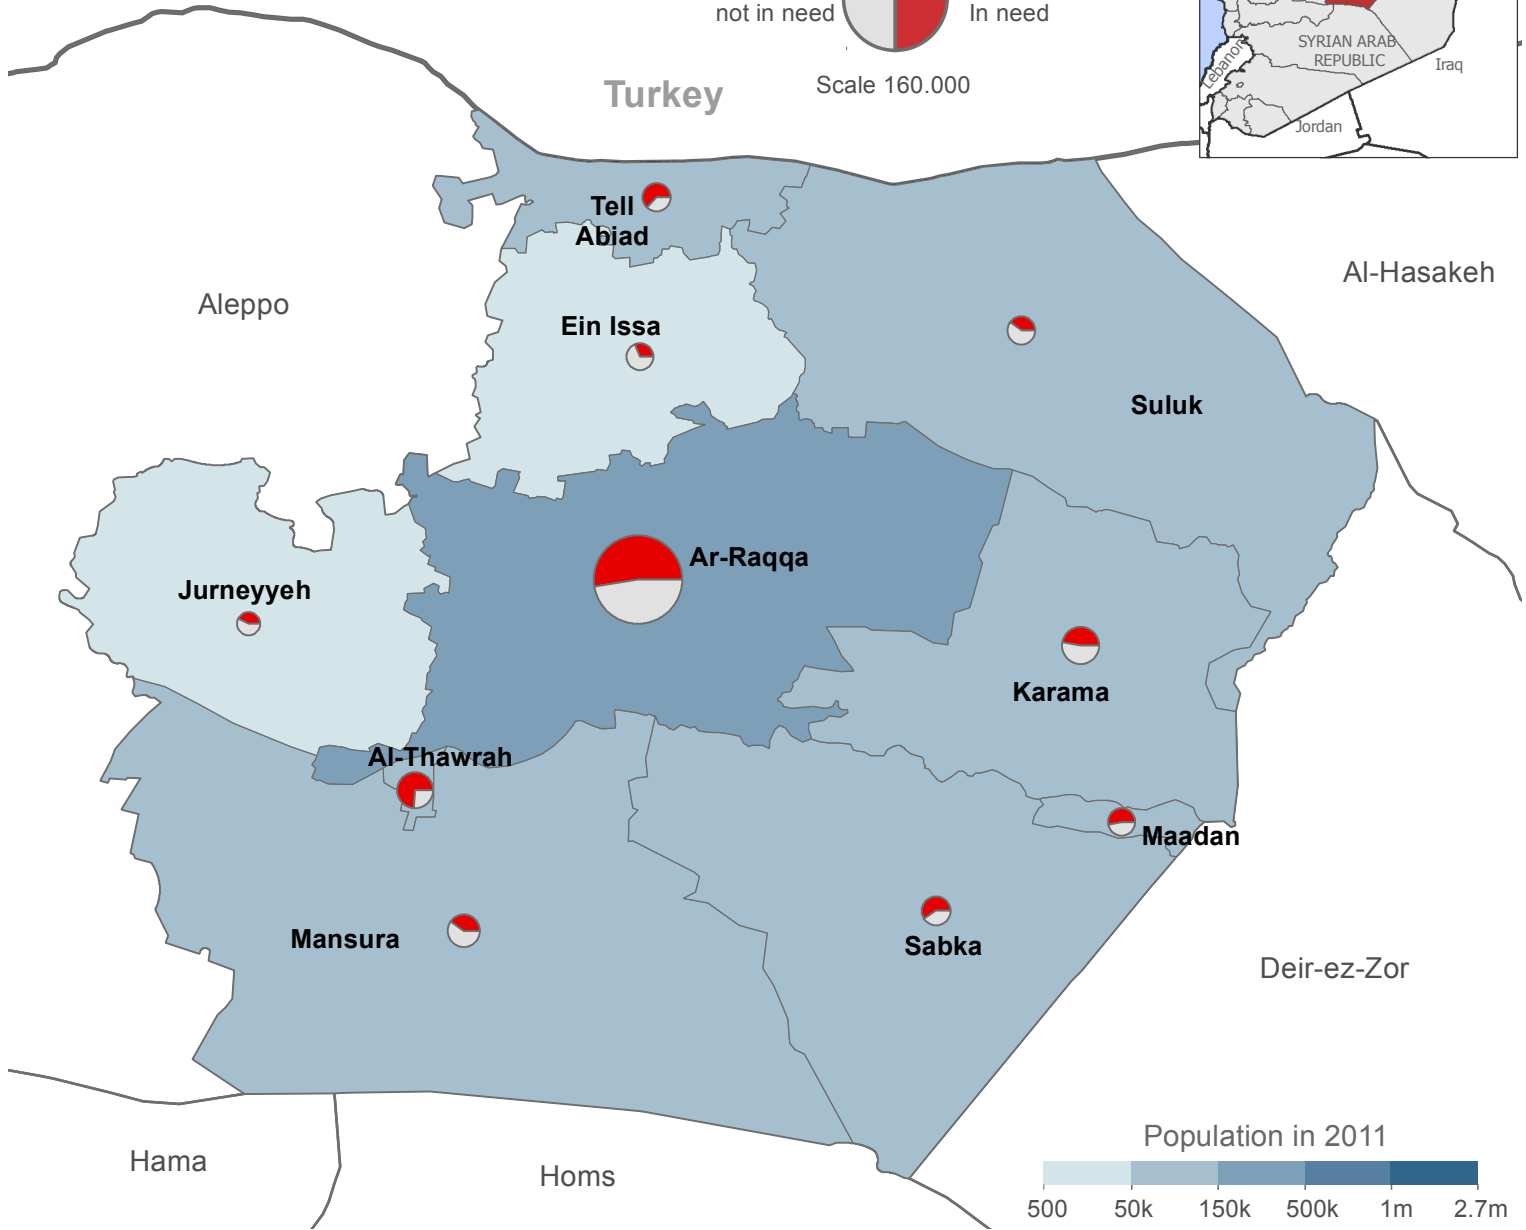 not in need
In need
Scale 160.000
SYRIAN ARAB
REPUBLIC
Lebanon
Iraq
Jordan
Turkey
Tell
Abiad
Al-Hasakeh
Aleppo
Ein Issa
Suluk
Ar-Raqqa
Jurneyyeh
Karama
Al-Thawrah
Maadan
Mansura
Sabka
Deir-ez-Zor
Population in 2011
Hama
Homs
500 50k 150k 500k 1m 2.7m